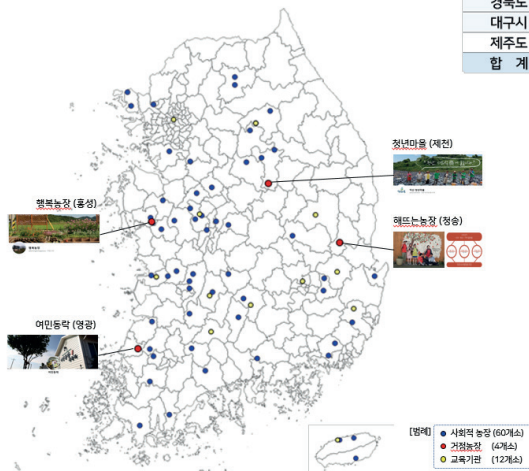 경북도
대구시
제주도
합 계
청년마을 (제천)
행복농장 (홍성)
해뜨는농장 (청송)
여민동락 (영광)
[범례]
사회적 농장 (60개소)
거점농장 (4개소)
교육기관 (12개소)